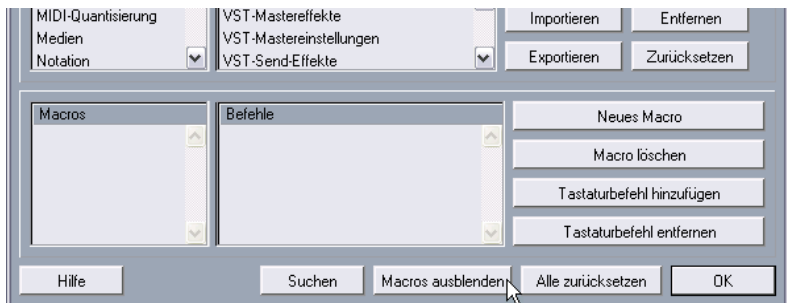 MIDI-Quantisierung
Medien
Notation
VST-Mastereffekte
VST-Mastereinstellungen
VST-Send-Effekte
Importieren
Entfernen
Exportieren
Zurücksetzen
Macros
Befehle
Neues Macro
Macro löschen
Tastaturbefehl hinzufügen
Tastaturbefehl entfernen
Hilfe
Suchen
Macros ausblenden
Alle zurücksetzen
OK